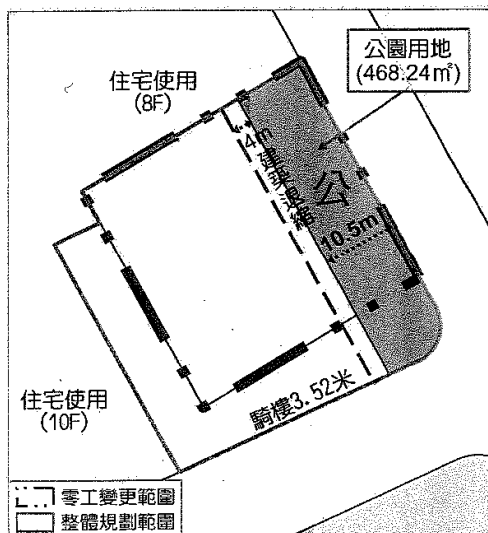 公園用地
(468.24㎡)
住宅使用
(8F)
4m建築退縮
公
10.5m
騎樓3.52米
住宅使用
(10F)
零工變更範圍
整體規劃範圍